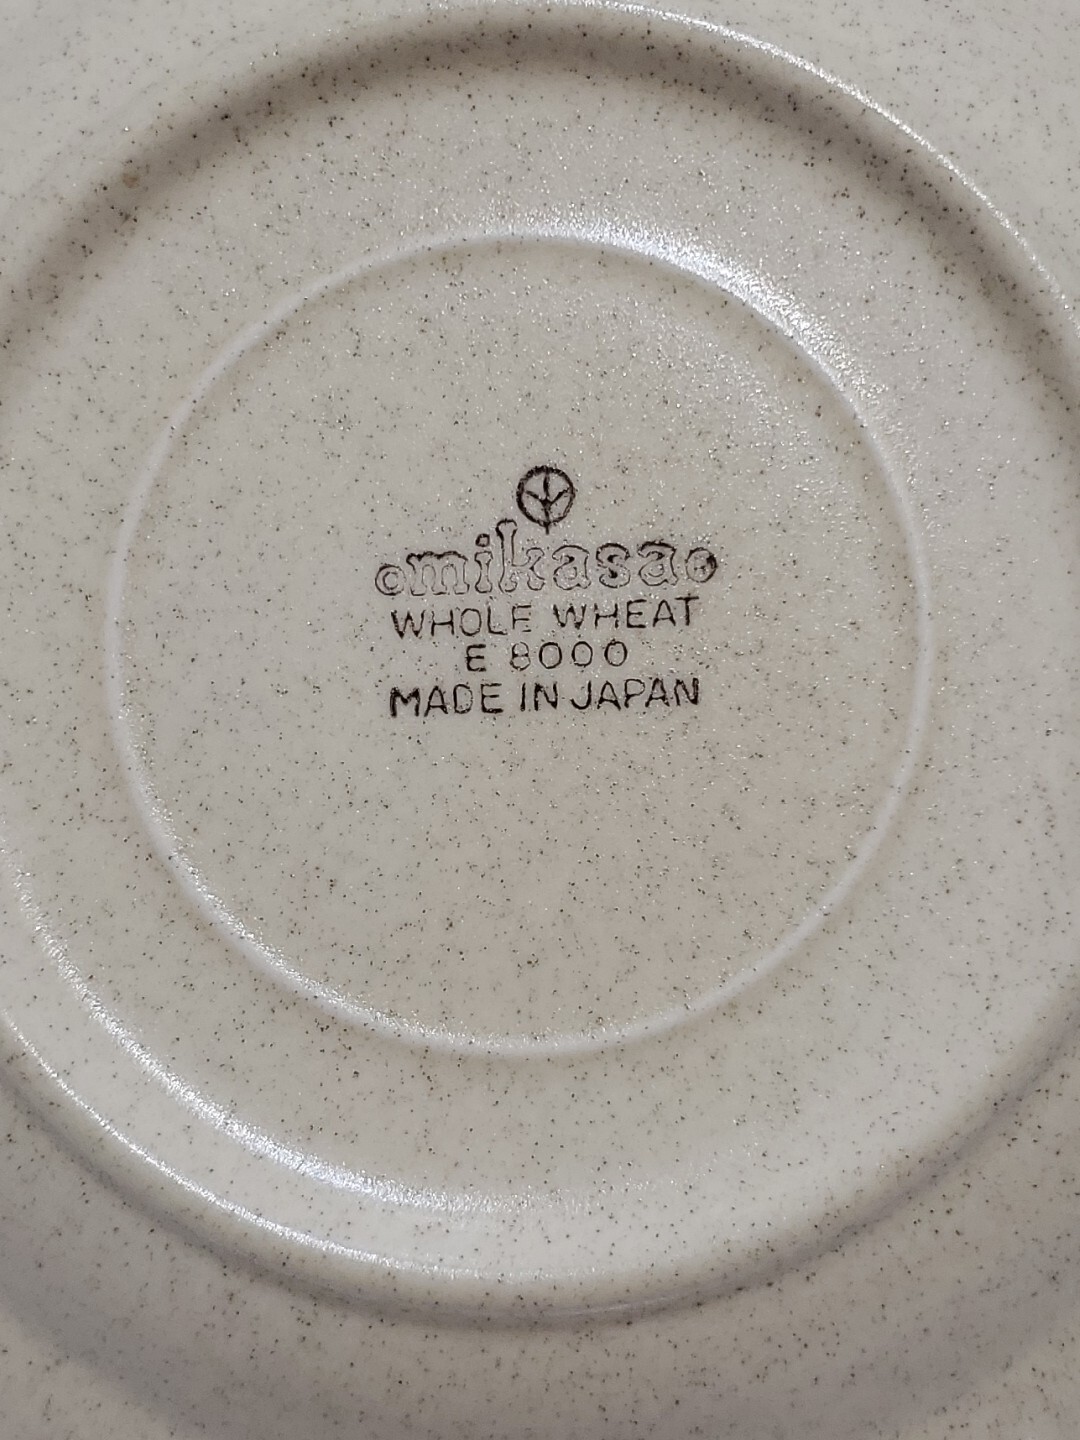 mikasa
WHOLE WHEAT
E 8000
MADE IN JAPAN